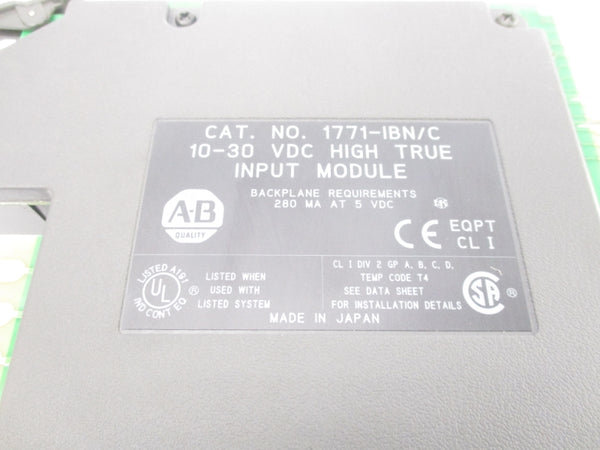 CAT. NO. 1771-IBN/C
10-30 VDC HIGH TRUE
INPUT MODULE
BACKPLANE REQUIREMENTS
280 MA AT 5 VDC
A-B
QUALITY
CE EQPT
CL I
LISTED A191
UL ®
IND CONT EQ
LISTED WHEN
USED WITH
LISTED SYSTEM
CL I DIV 2 GP A, B, C, D,
TEMP CODE T4
SEE DATA SHEET
FOR INSTALLATION DETAILS
SA ®
MADE IN JAPAN